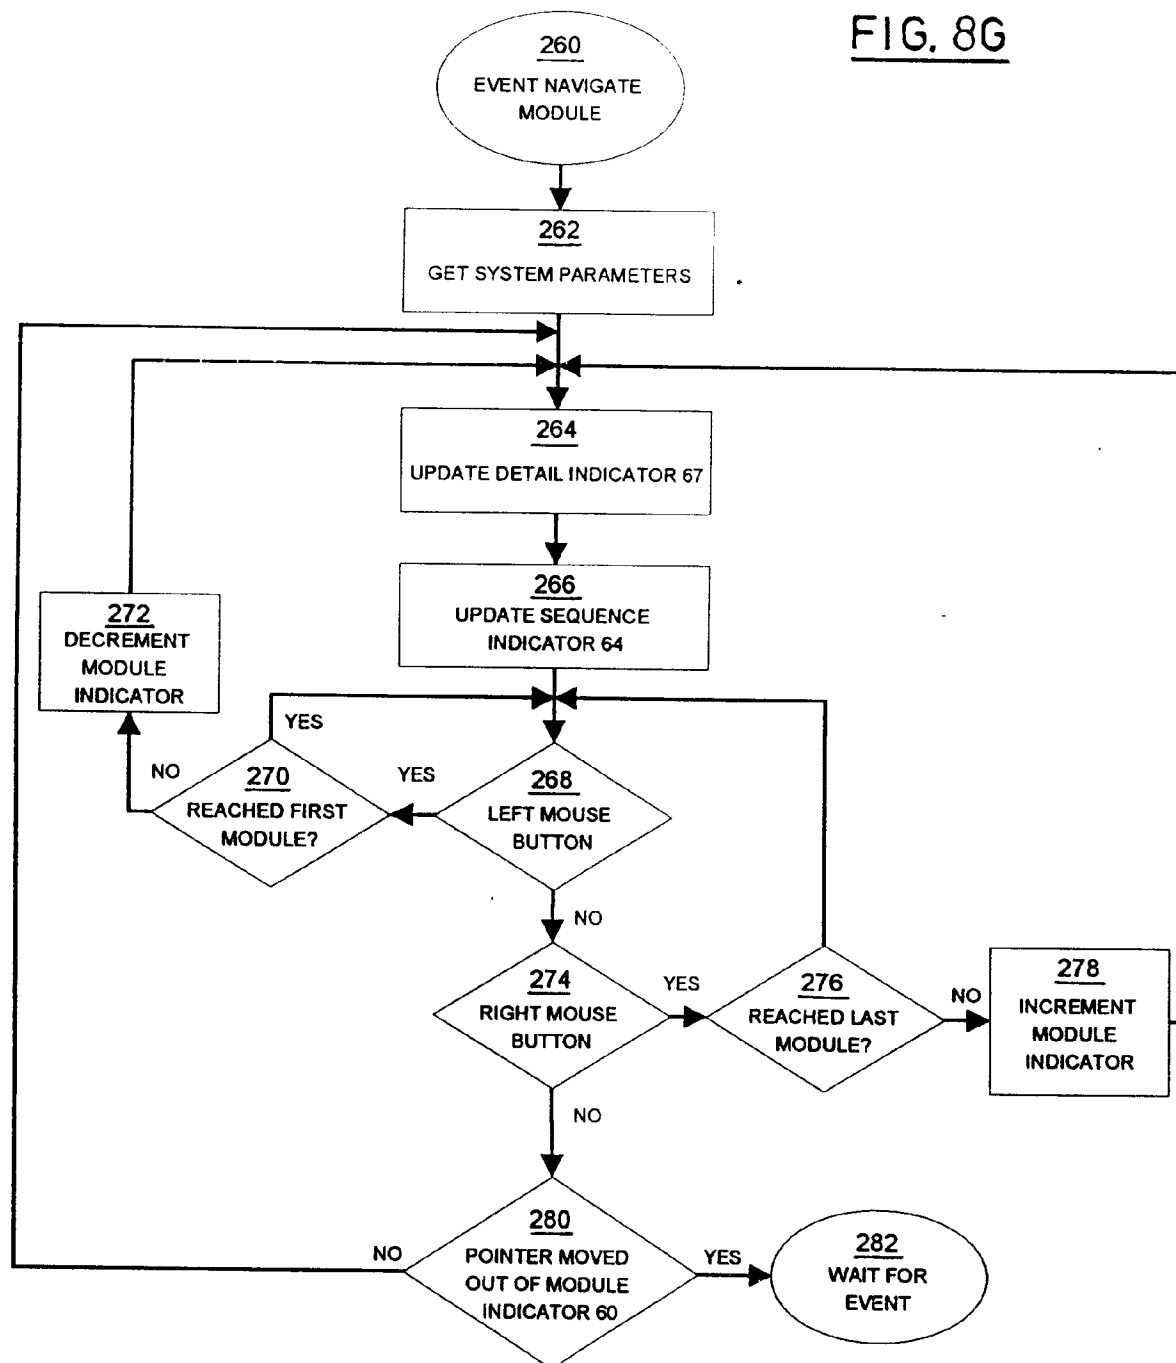 FIG. 8G
260
EVENT NAVIGATE
MODULE
262
GET SYSTEM PARAMETERS
264
UPDATE DETAIL INDICATOR 67
266
UPDATE SEQUENCE
INDICATOR 64
272
DECREMENT
MODULE
INDICATOR
YES
NO
270
REACHED FIRST
MODULE?
YES
268
LEFT MOUSE
BUTTON
NO
274
RIGHT MOUSE
BUTTON
YES
276
REACHED LAST
MODULE?
NO
278
INCREMENT
MODULE
INDICATOR
NO
280
POINTER MOVED
OUT OF MODULE
INDICATOR 60
NO
YES
282
WAIT FOR
EVENT